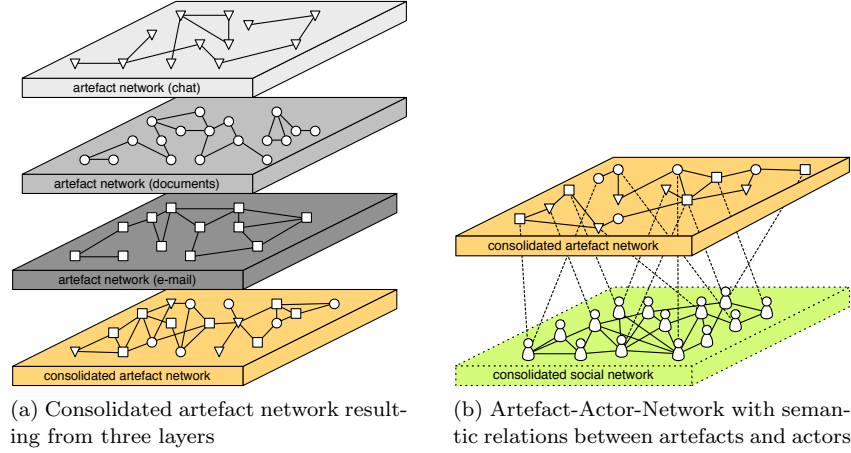 artefact network (chat)
artefact network (documents)
artefact network (e-mail)
consolidated artefact network
(a) Consolidated artefact network result-
ing from three layers
consolidated artefact network
consolidated social network
(b) Artefact-Actor-Network with seman-
tic relations between artefacts and actors